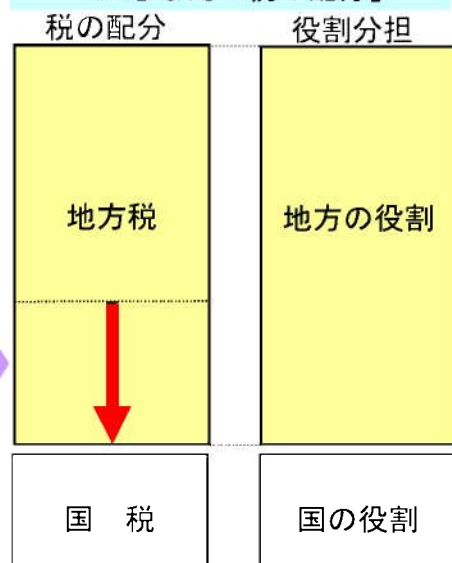 税の配分
役割分担
地方税
地方の役割
国 税
国の役割